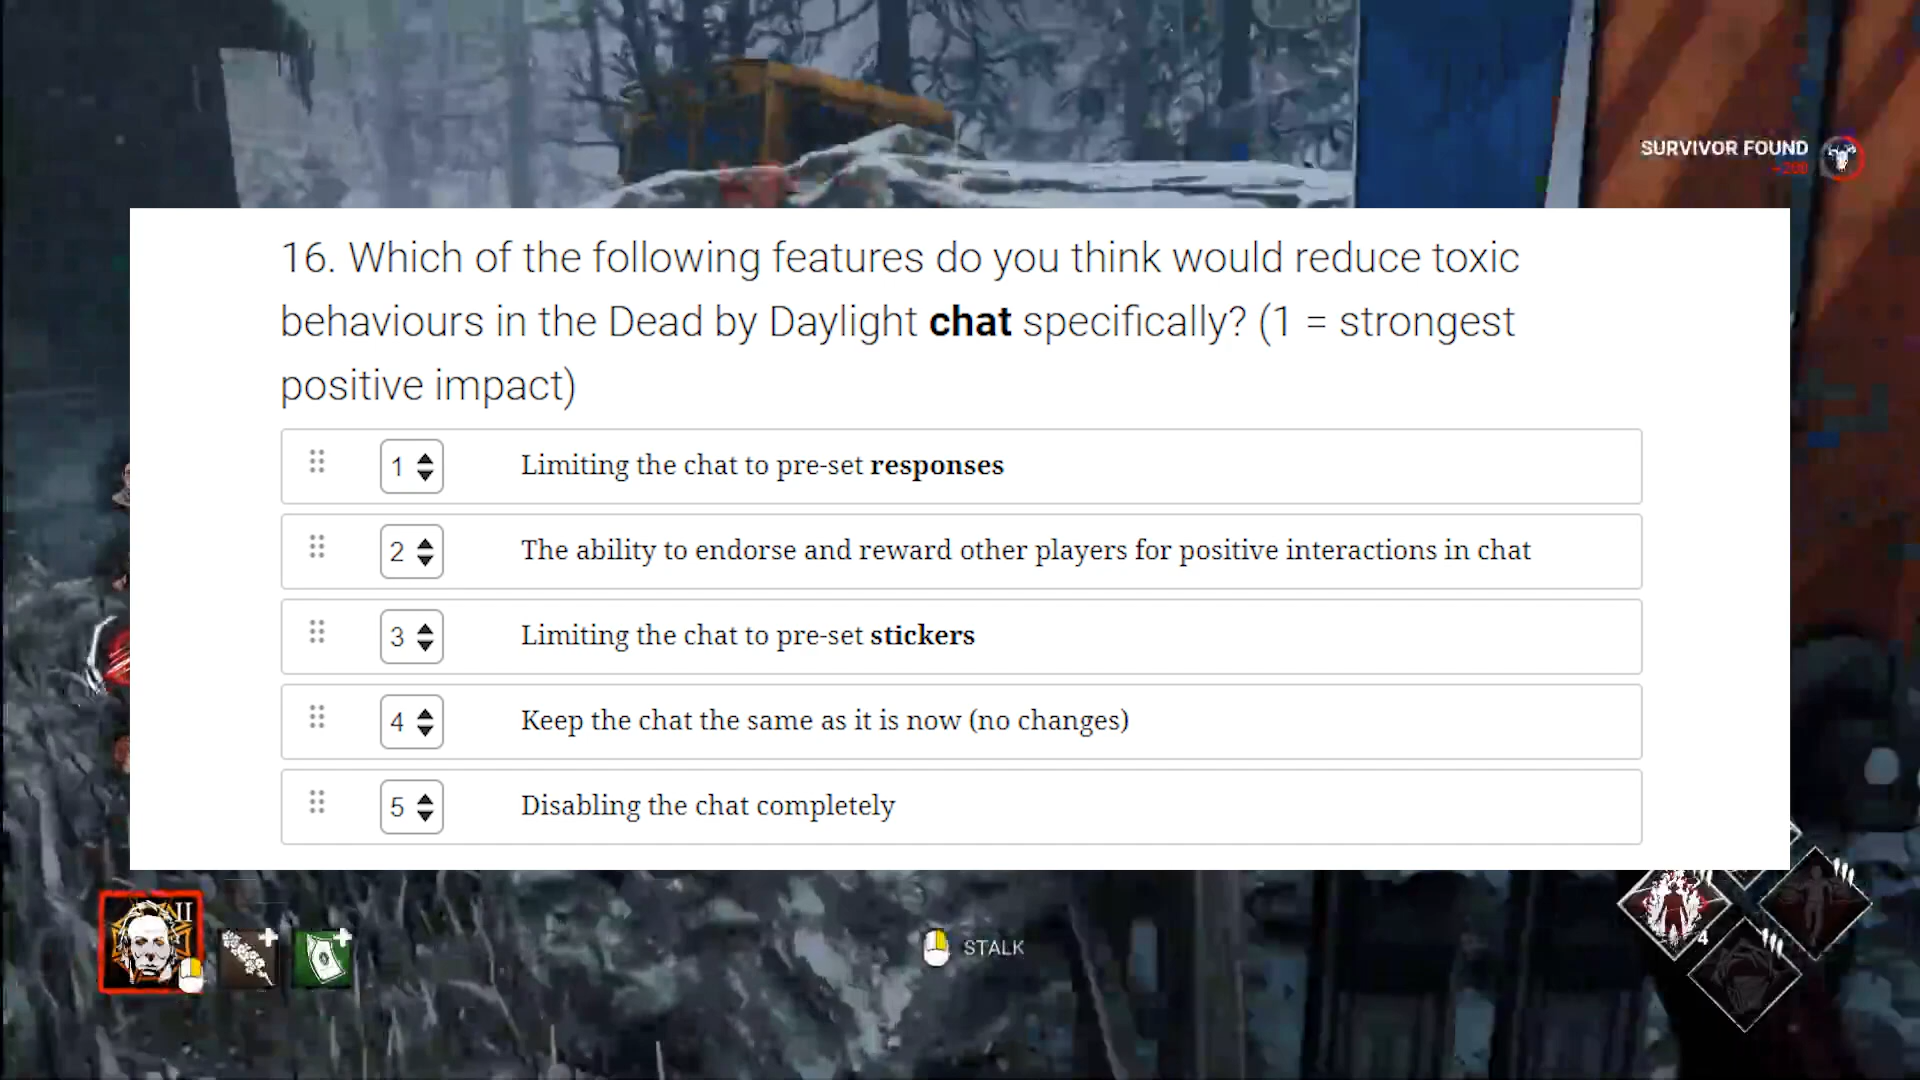 SURVIVOR FOUND
+200
16. Which of the following features do you think would reduce toxic
behaviours in the Dead by Daylight chat specifically? (1 = strongest
positive impact)
1 Limiting the chat to pre-set responses
2 The ability to endorse and reward other players for positive interactions in chat
3 Limiting the chat to pre-set stickers
4 Keep the chat the same as it is now (no changes)
5 Disabling the chat completely
4
II
STALK